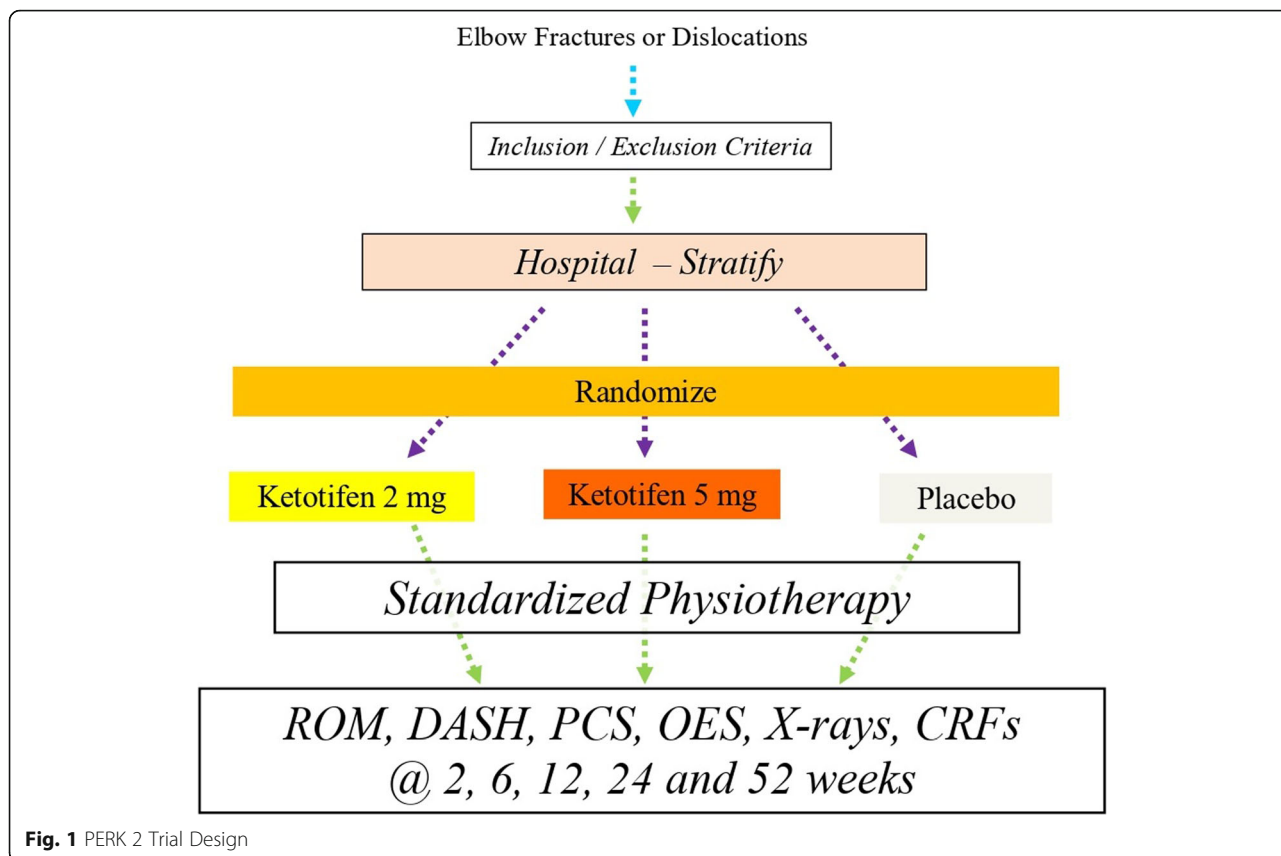 Elbow Fractures or Dislocations
Inclusion / Exclusion Criteria
Hospital – Stratify
Randomize
Ketotifen 2 mg
Ketotifen 5 mg
Placebo
Standardized Physiotherapy
ROM, DASH, PCS, OES, X-rays, CRFs
@ 2, 6, 12, 24 and 52 weeks
Fig. 1 PERK 2 Trial Design